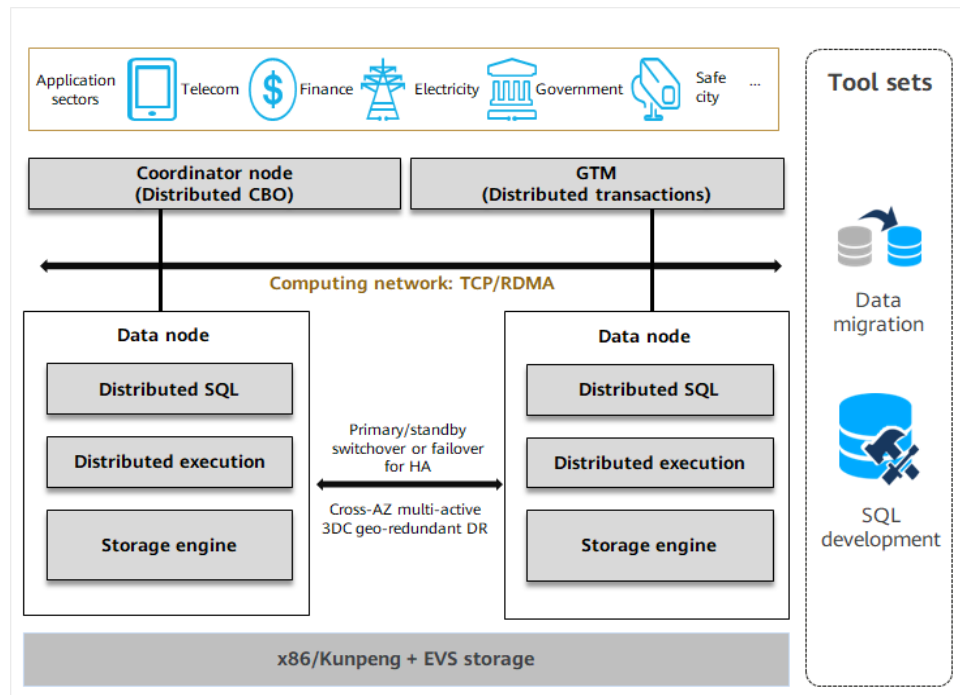 Application
sectors
Telecom
Finance
Electricity
Government
Safe
city
...
Tool sets
Coordinator node
(Distributed CBO)
GTM
(Distributed transactions)
Computing network: TCP/RDMA
Data node
Distributed SQL
Distributed execution
Storage engine
Primary/standby
switchover or failover
for HA
Cross-AZ multi-active
3DC geo-redundant DR
Data node
Distributed SQL
Distributed execution
Storage engine
x86/Kunpeng + EVS storage
Data
migration
SQL
development